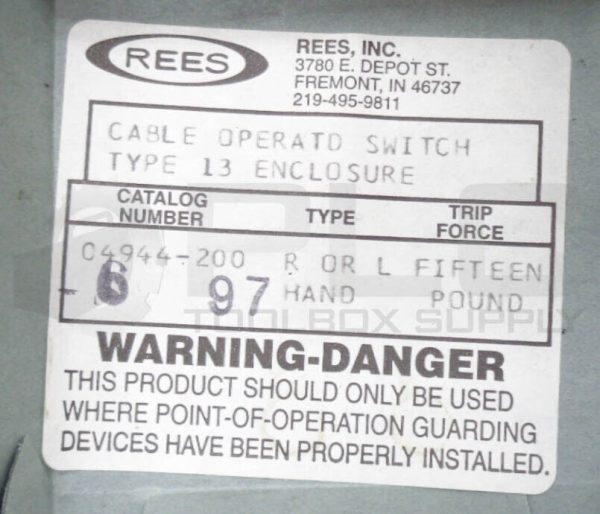 REES
REES, INC.
3780 E. DEPOT ST.
FREMONT, IN 46737
219-495-9811
CABLE OPERATD SWITCH
TYPE 13 ENCLOSURE
CATALOG NUMBER TYPE TRIP FORCE
04944-200 R OR L HAND FIFTEEN POUND
6 97
WARNING-DANGER
THIS PRODUCT SHOULD ONLY BE USED
WHERE POINT-OF-OPERATION GUARDING
DEVICES HAVE BEEN PROPERLY INSTALLED.
PLC
TOOLBOX SUPPLY